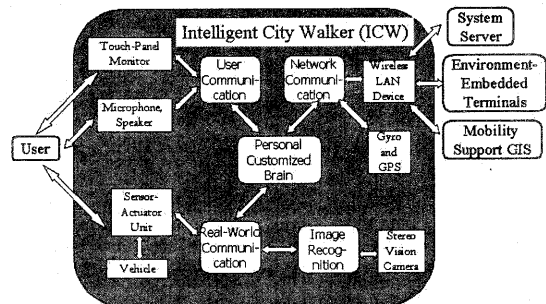 Intelligent City Walker (ICW)
System
Server
Touch-Panel
Monitor
User
Communi-
cation
Network
Communi-
cation
Wireless
LAN
Device
Environment-
Embedded
Terminals
Microphone,
Speaker
Mobility
Support GIS
User
Personal
Customized
Brain
Gyro
and
GPS
Sensor-
Actuator
Unit
Real-World
Communi-
cation
Image
Recog-
nition
Stereo
Vision
Camera
Vehicle